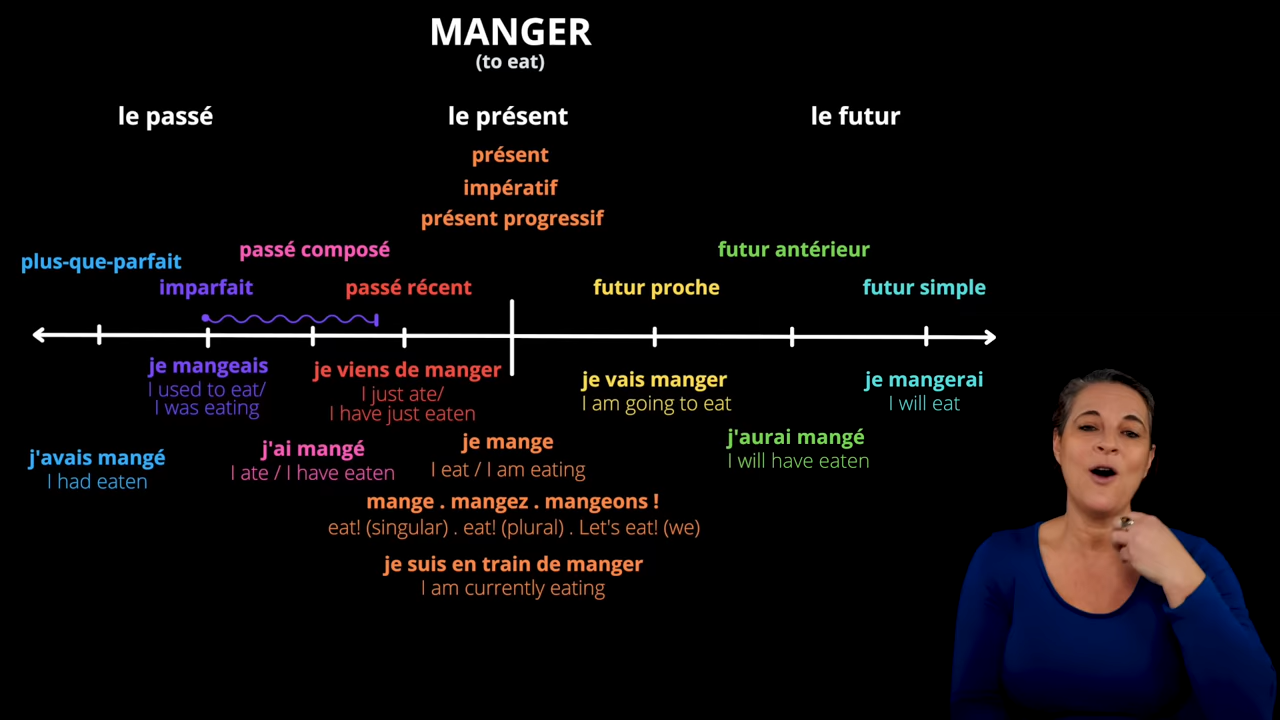 MANGER
(to eat)
le passé
le présent
le futur
présent
impératif
présent progressif
plus-que-parfait
passé composé
imparfait
passé récent
futur proche
futur antérieur
futur simple
je mangeais
I used to eat/
I was eating
je viens de manger
I just ate/
I have just eaten
je vais manger
I am going to eat
je mangerai
I will eat
j'avais mangé
I had eaten
j'ai mangé
I ate / I have eaten
je mange
I eat / I am eating
j'aurai mangé
I will have eaten
mange . mangez . mangeons !
eat! (singular) . eat! (plural) . Let's eat! (we)
je suis en train de manger
I am currently eating